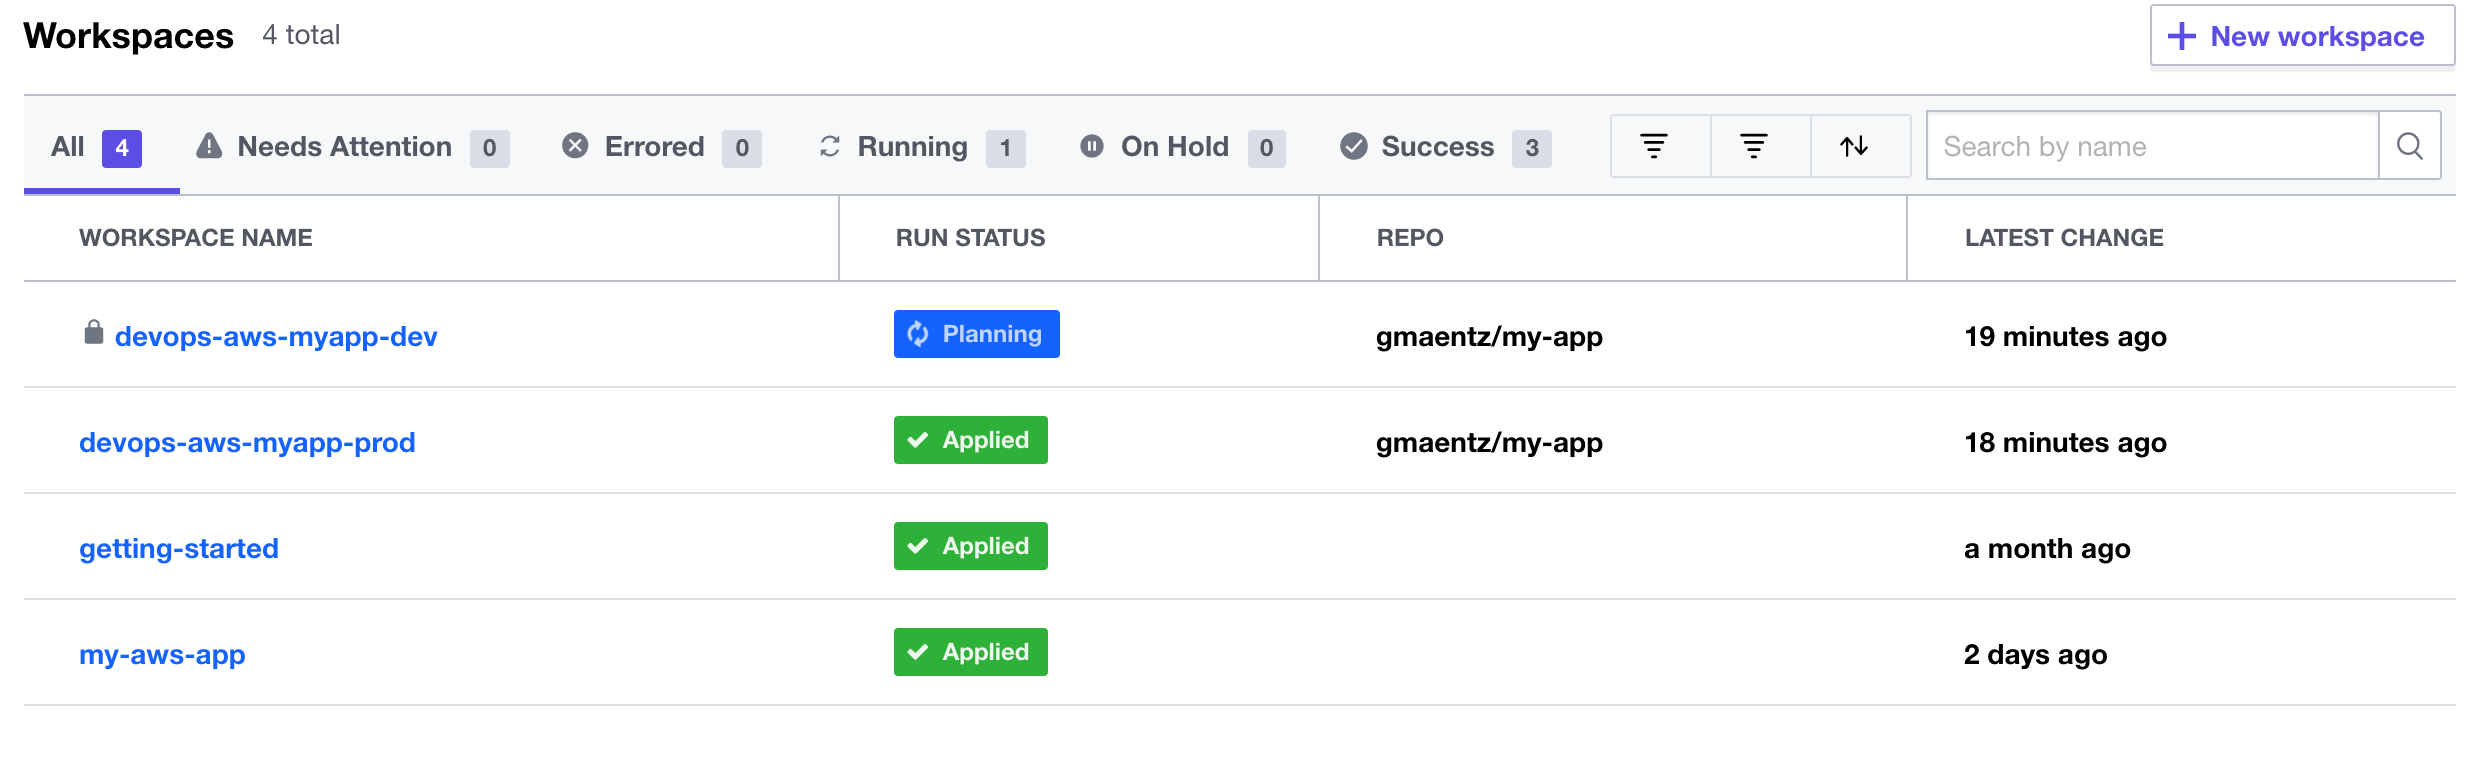 Workspaces 4 total
New workspace
All 4 Needs Attention 0 Errored 0 Running 1 On Hold 0 Success 3 Search by name
WORKSPACE NAME RUN STATUS REPO LATEST CHANGE
devops-aws-myapp-dev Planning gmaentz/my-app 19 minutes ago
devops-aws-myapp-prod Applied gmaentz/my-app 18 minutes ago
getting-started Applied a month ago
my-aws-app Applied 2 days ago